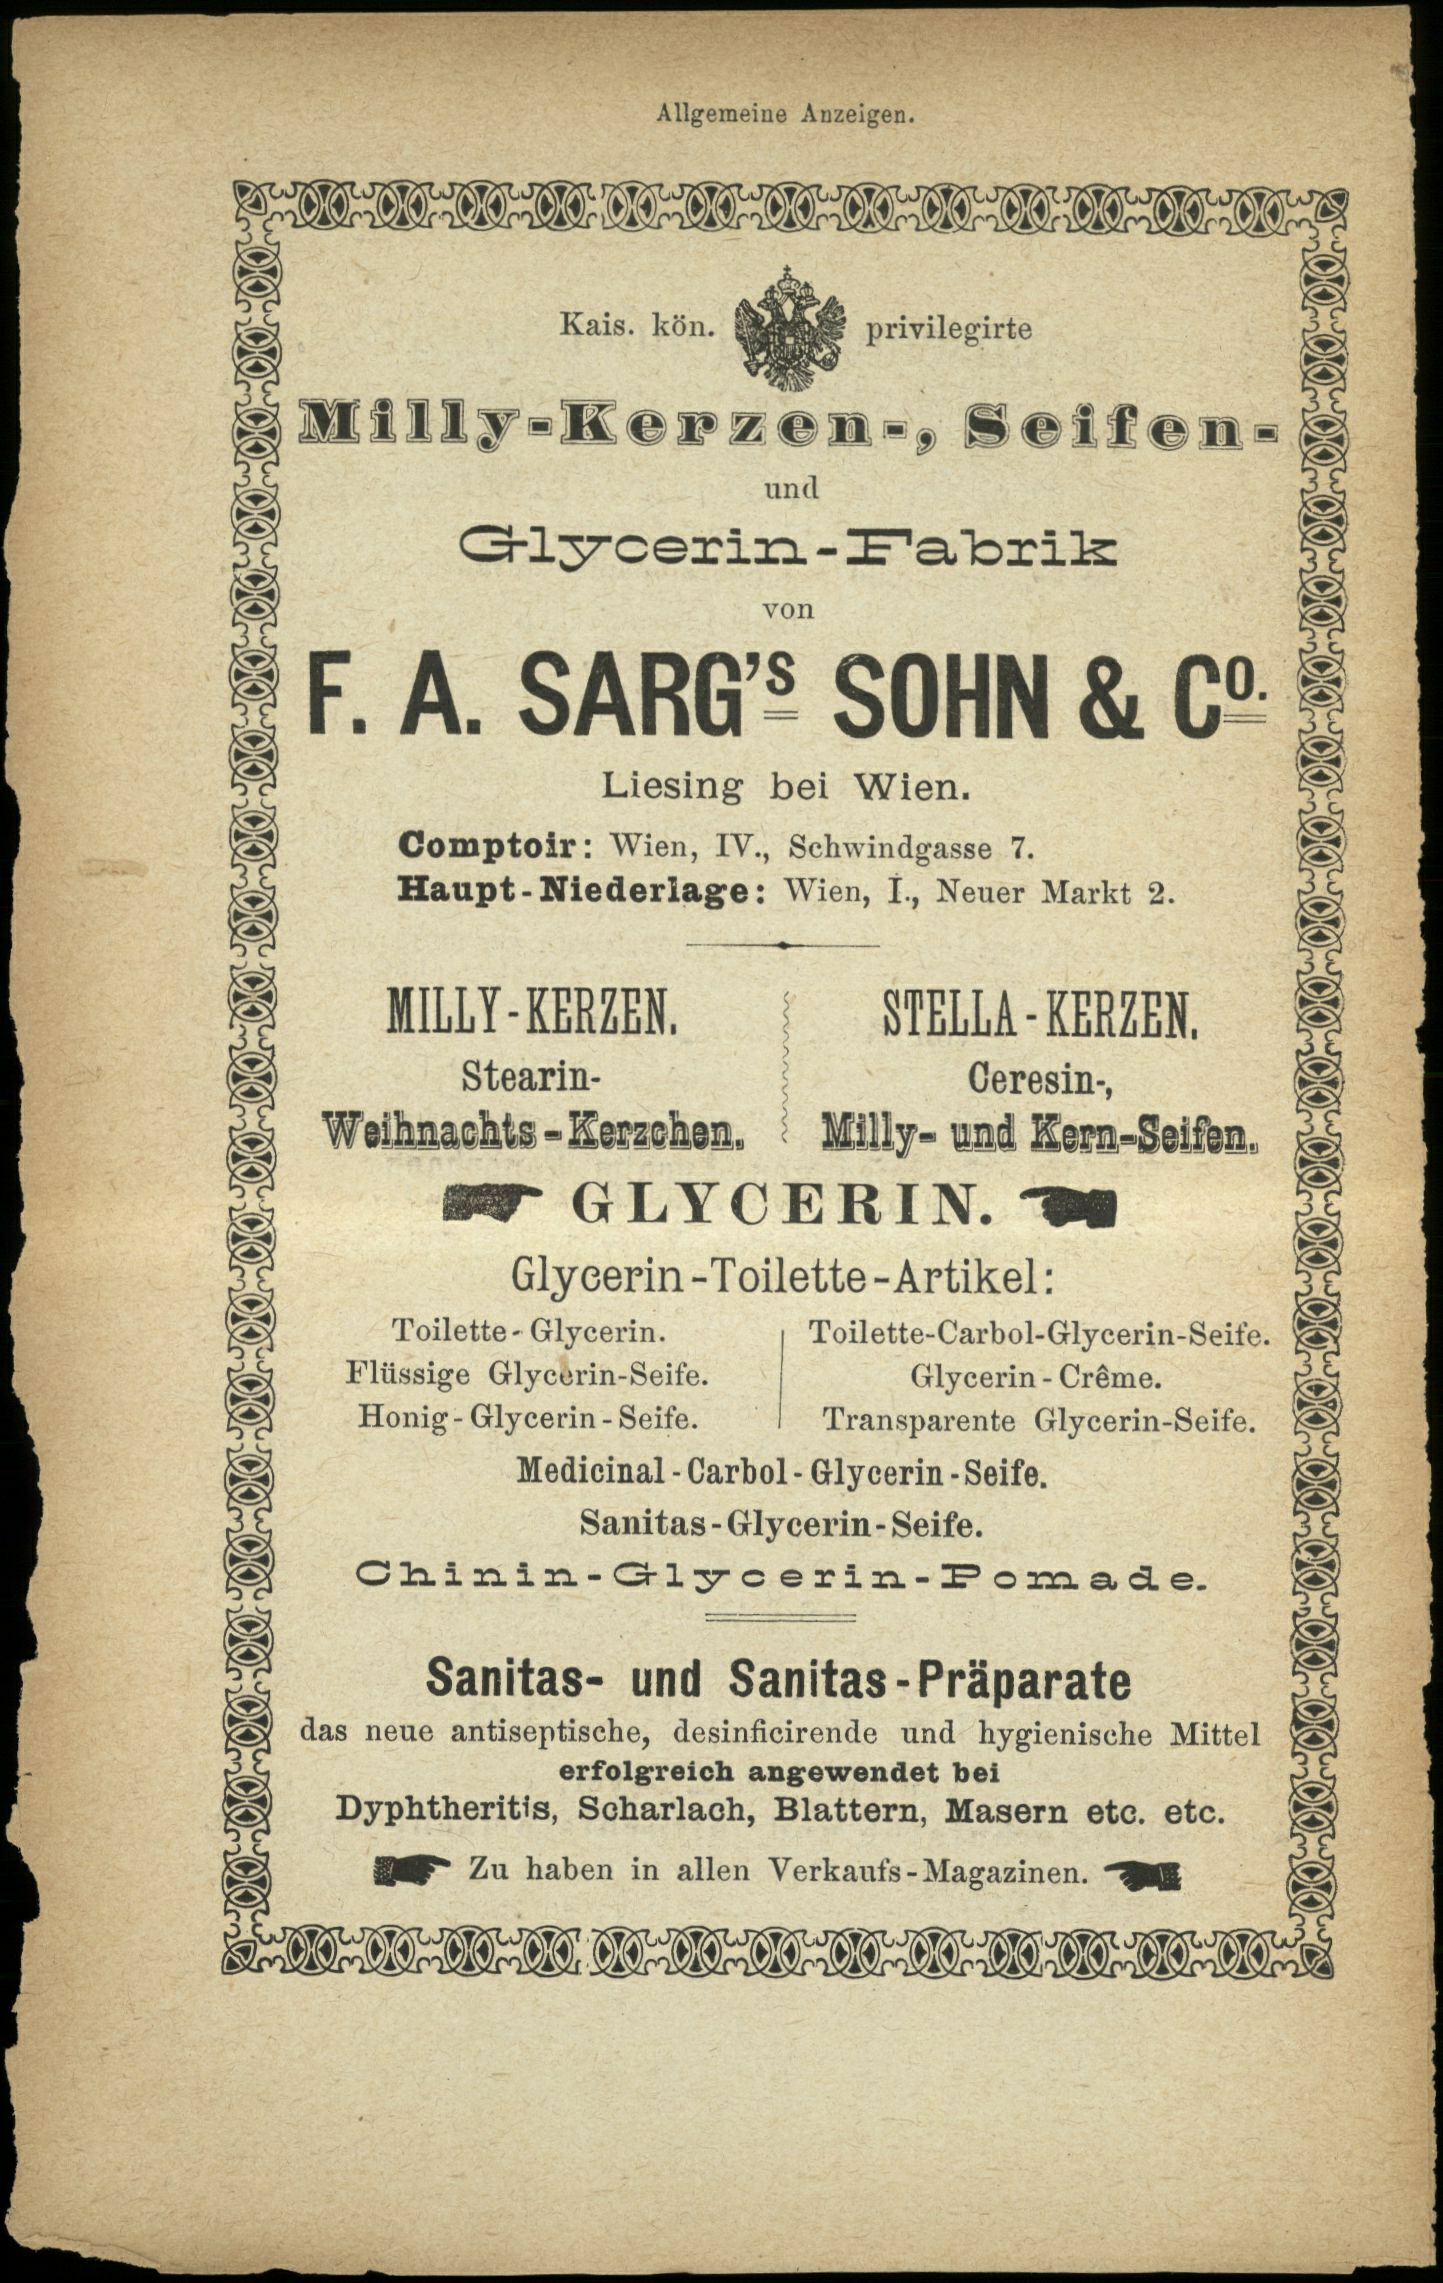 Allgemeine Anzeigen.
Kais. kön. privilegirte
Milly-Kerzen-, Seifen-
und
Glycerin-Fabrik
von
F. A. SARG'S SOHN & CO.
Liesing bei Wien.
Comptoir: Wien, IV., Schwindgasse 7.
Haupt-Niederlage: Wien, I., Neuer Markt 2.
MILLY-KERZEN.
Stearin-
Weihnachts-Kerzchen.
STELLA-KERZEN.
Ceresin-,
Milly- und Kern-Seifen.
GLYCERIN.
Glycerin-Toilette-Artikel:
Toilette-Glycerin.
Flüssige Glycerin-Seife.
Honig-Glycerin-Seife.
Toilette-Carbol-Glycerin-Seife.
Glycerin-Crême.
Transparente Glycerin-Seife.
Medicinal-Carbol-Glycerin-Seife.
Sanitas-Glycerin-Seife.
Chinin-Glycerin-Pomade.
Sanitas- und Sanitas-Präparate
das neue antiseptische, desinficirende und hygienische Mittel
erfolgreich angewendet bei
Dyphtheritis, Scharlach, Blattern, Masern etc. etc.
Zu haben in allen Verkaufs-Magazinen.